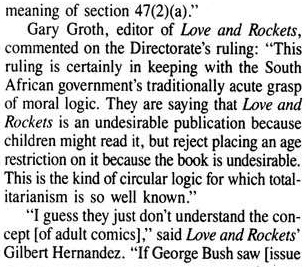 meaning of section 47(2)(a)."
Gary Groth, editor of Love and Rockets,
commented on the Directorate's ruling: "This
ruling is certainly in keeping with the South
African government's traditionally acute grasp
of moral logic. They are saying that Love and
Rockets is an undesirable publication because
children might read it, but reject placing an age
restriction on it because the book is undesirable.
This is the kind of circular logic for which total-
itarianism is so well known."
"I guess they just don't understand the con-
cept [of adult comics]," said Love and Rockets'
Gilbert Hernandez. "If George Bush saw [issue